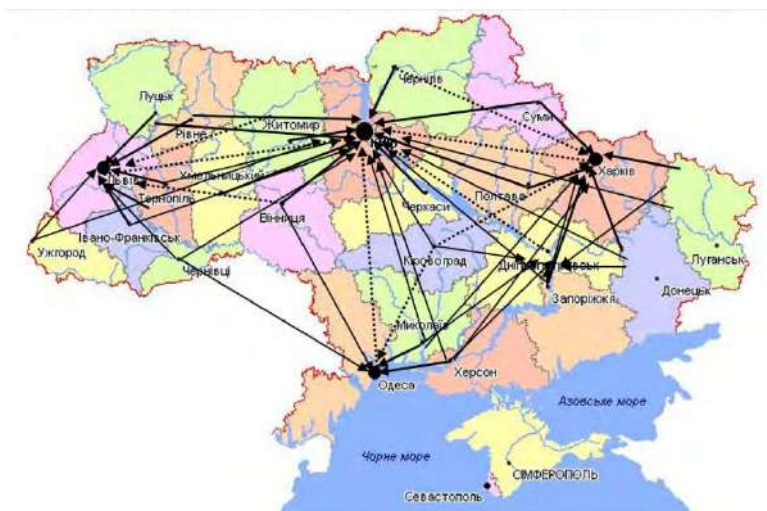 Чернігів
Луцьк
Суми
Рівне
Житомир
Харків
Львів
Хмельницький
Тернопіль
Полтава
Черкаси
Вінниця
Івано-Франківськ
Ужгород
Кіровоград
Луганськ
Чернівці
Донецьк
Запоріжжя
Миколаїв
Херсон
Одеса
Азовське море
Чорне море
СІМФЕРОПОЛЬ
Севастополь